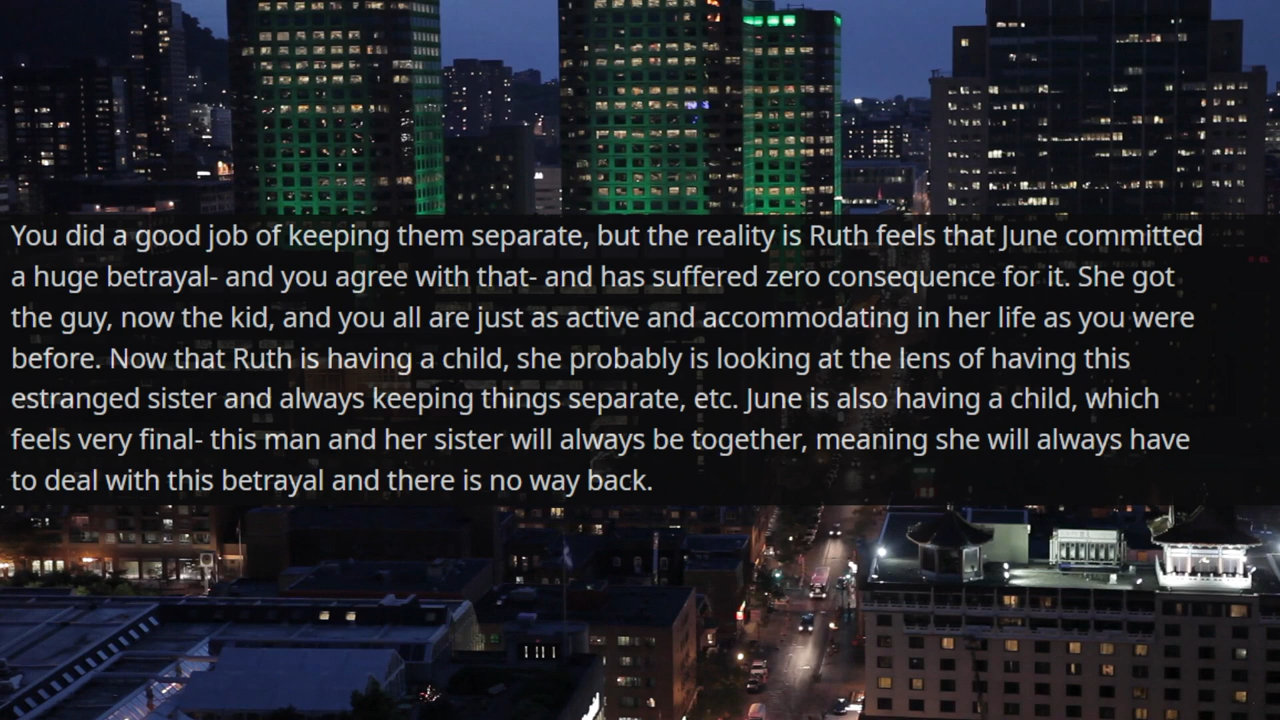 You did a good job of keeping them separate, but the reality is Ruth feels that June committed
a huge betrayal- and you agree with that- and has suffered zero consequence for it. She got
the guy, now the kid, and you all are just as active and accommodating in her life as you were
before. Now that Ruth is having a child, she probably is looking at the lens of having this
estranged sister and always keeping things separate, etc. June is also having a child, which
feels very final- this man and her sister will always be together, meaning she will always have
to deal with this betrayal and there is no way back.